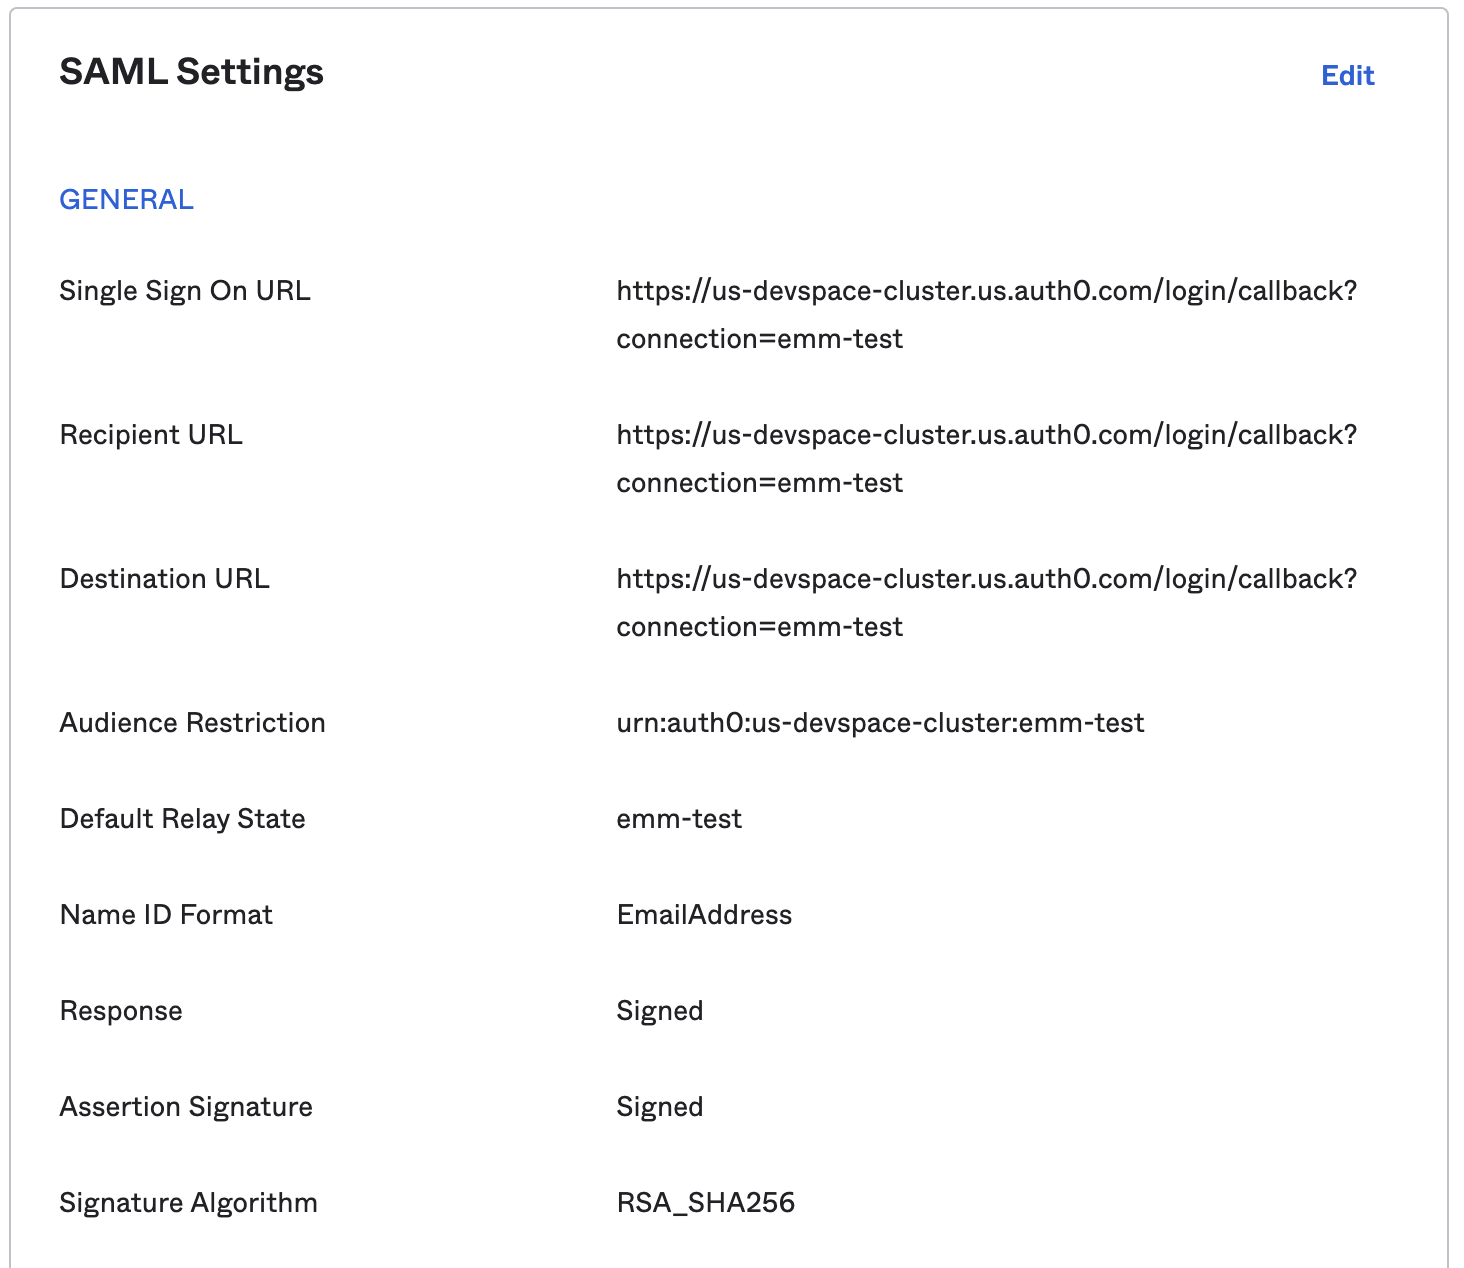 SAML Settings
Edit
GENERAL
Single Sign On URL
https://us-devspace-cluster.us.auth0.com/login/callback?
connection=emm-test
Recipient URL
https://us-devspace-cluster.us.auth0.com/login/callback?
connection=emm-test
Destination URL
https://us-devspace-cluster.us.auth0.com/login/callback?
connection=emm-test
Audience Restriction
urn:auth0:us-devspace-cluster:emm-test
Default Relay State
emm-test
Name ID Format
EmailAddress
Response
Signed
Assertion Signature
Signed
Signature Algorithm
RSA_SHA256